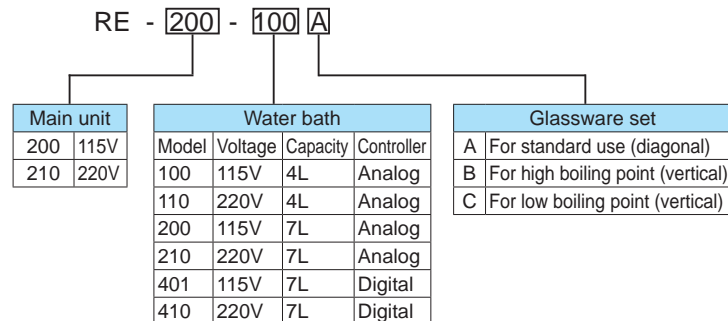 RE - 200 - 100 A
Main unit
200 115V
210 220V
Water bath
Model Voltage Capacity Controller
100 115V 4L Analog
110 220V 4L Analog
200 115V 7L Analog
210 220V 7L Analog
401 115V 7L Digital
410 220V 7L Digital
Glassware set
A For standard use (diagonal)
B For high boiling point (vertical)
C For low boiling point (vertical)